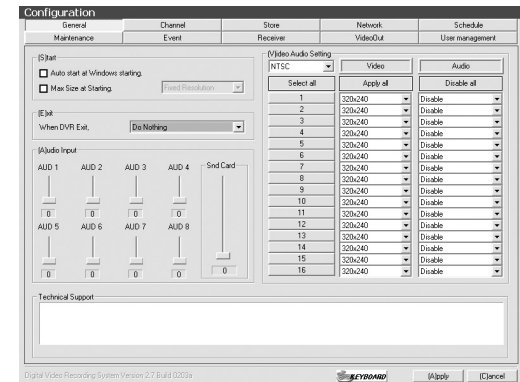 Configuration
General Channel Store Network Schedule
Maintenance Event Receiver VideoOut User management
(S)tart
Auto start at Windows starting.
Max Size at Starting. Fixed Resolution
(E)xit
When DVR Exit, Do Nothing
(A)udio Input
AUD 1 AUD 2 AUD 3 AUD 4 Snd Card
0 0 0 0
AUD 5 AUD 6 AUD 7 AUD 8
0 0 0 0 0
(V)ideo Audio Setting
NTSC Video Audio
Select all Apply all Disable all
1 320x240 Disable
2 320x240 Disable
3 320x240 Disable
4 320x240 Disable
5 320x240 Disable
6 320x240 Disable
7 320x240 Disable
8 320x240 Disable
9 320x240 Disable
10 320x240 Disable
11 320x240 Disable
12 320x240 Disable
13 320x240 Disable
14 320x240 Disable
15 320x240 Disable
16 320x240 Disable
Technical Support
Digital Video Recording System Version 2.7 Build 0203a
KEYBOARD (A)pply (C)ancel